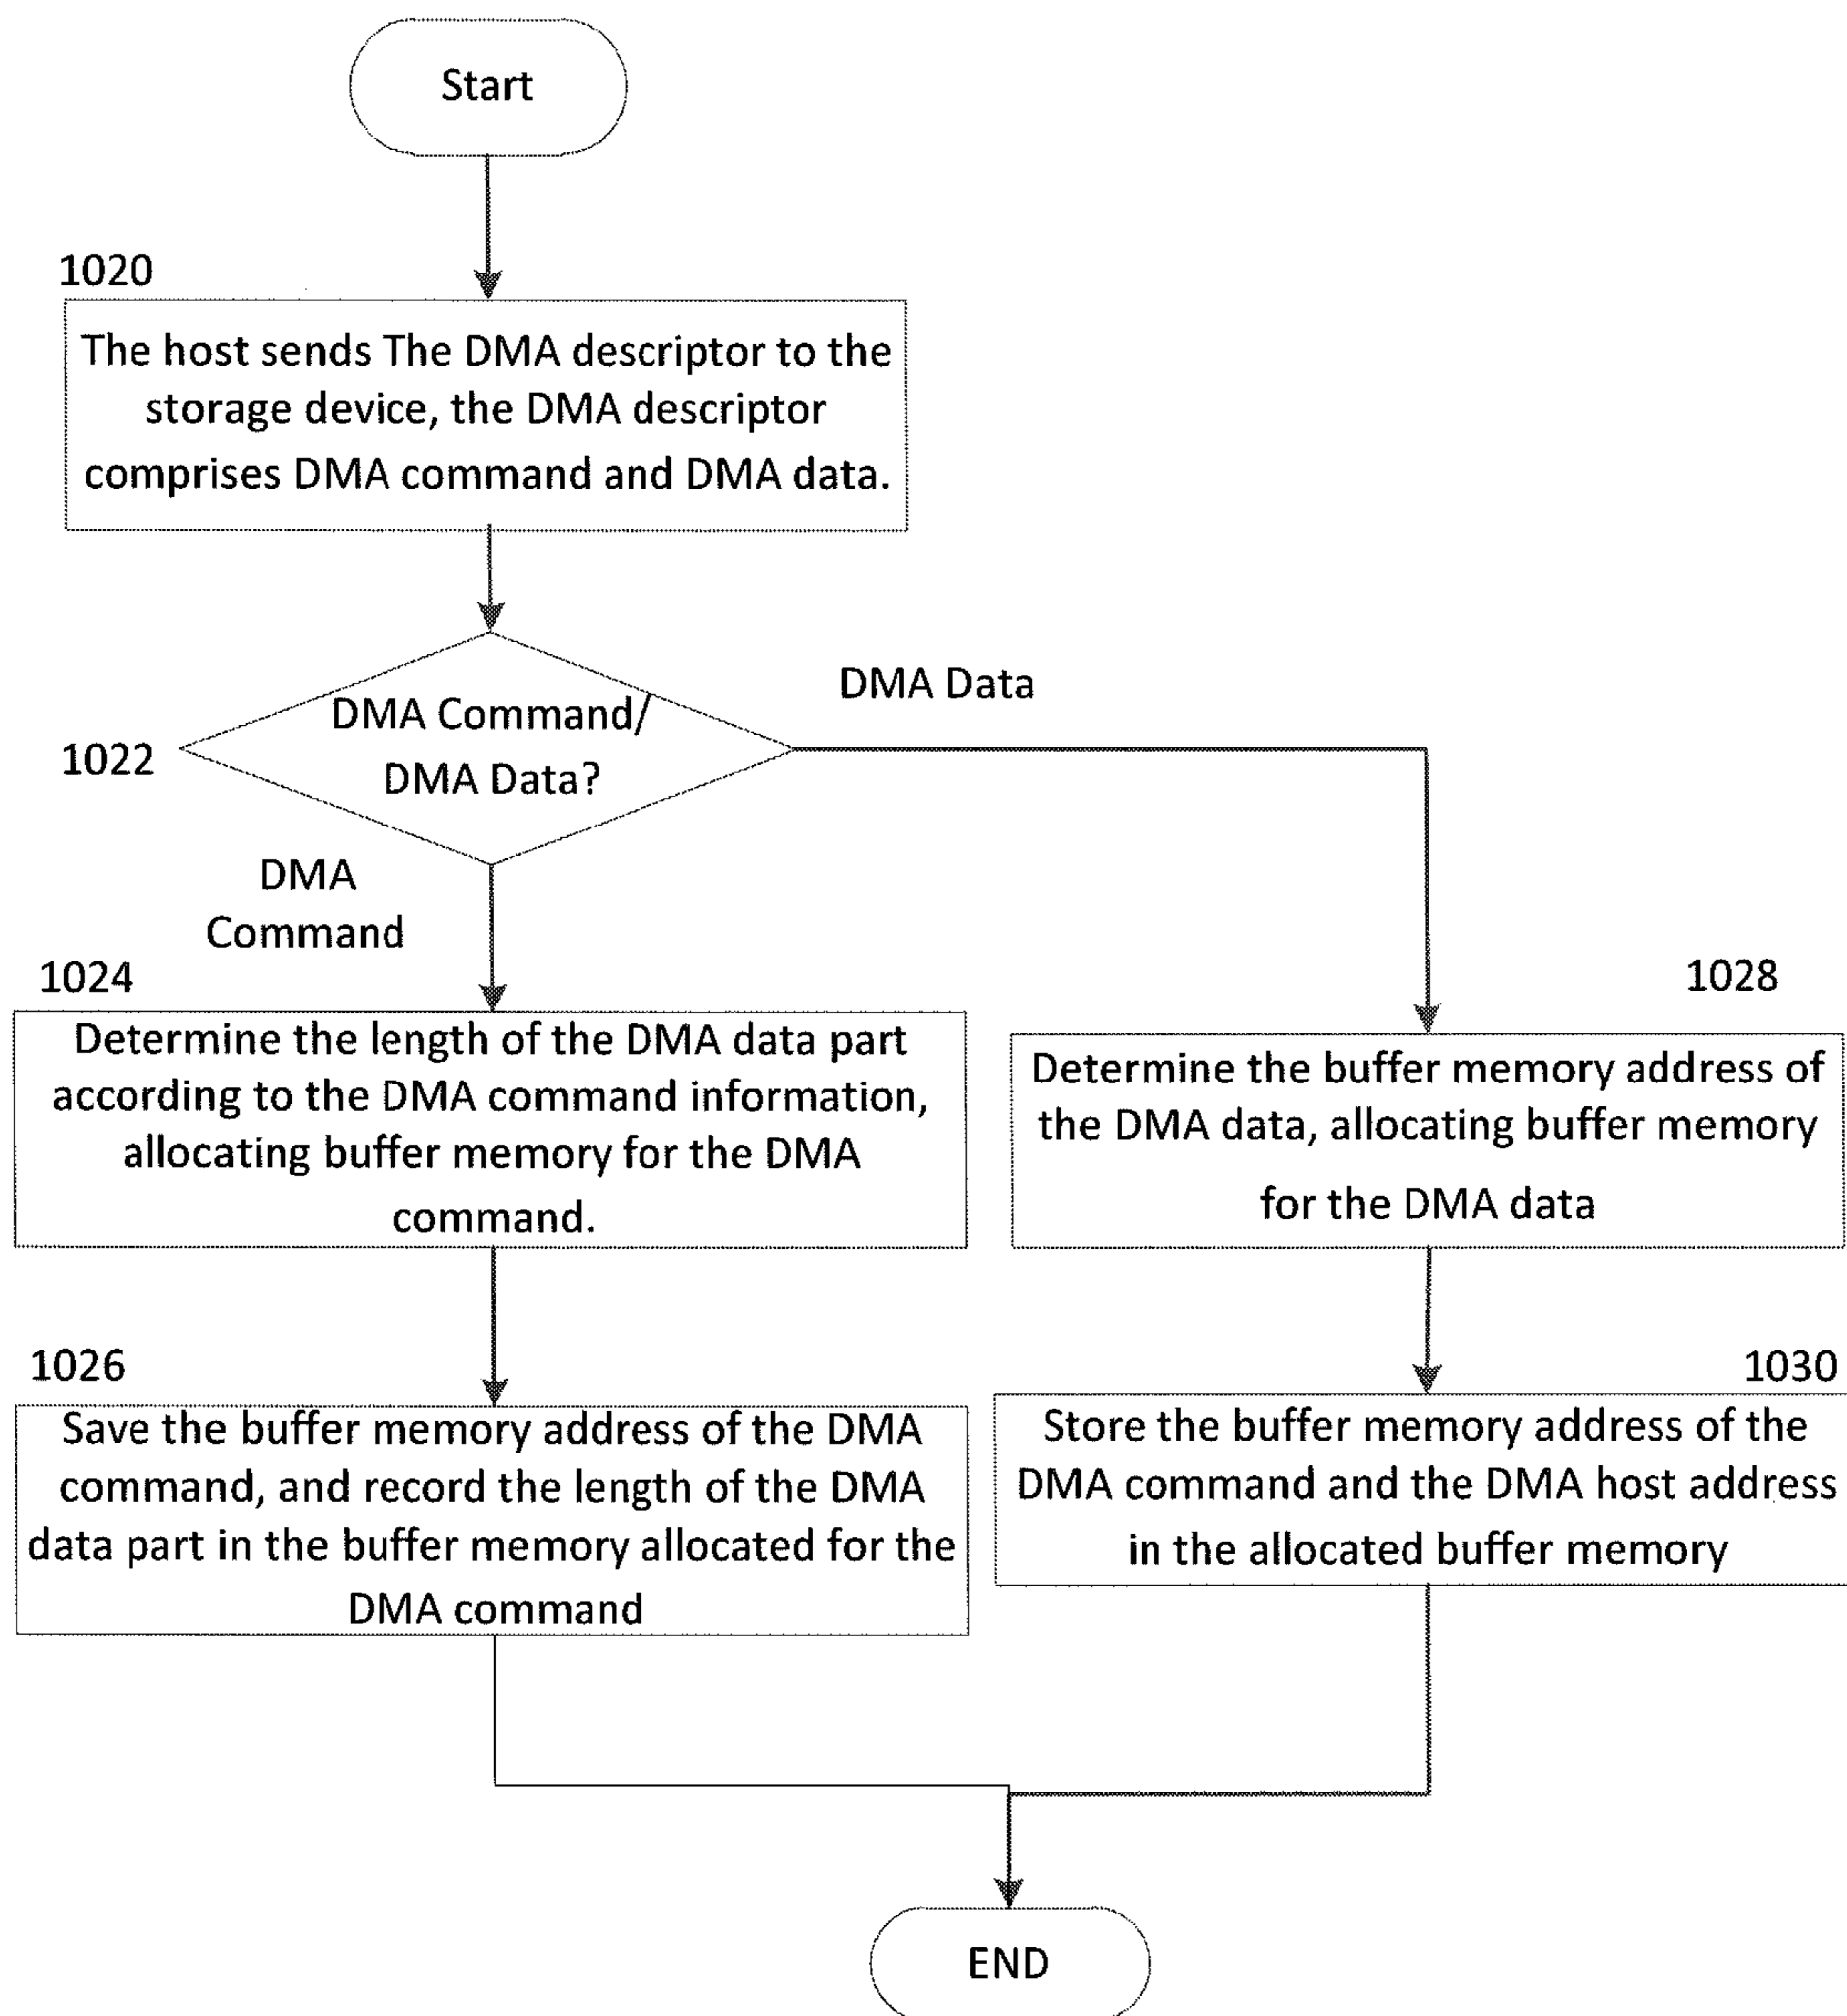 Start
1020
The host sends The DMA descriptor to the
storage device, the DMA descriptor
comprises DMA command and DMA data.
1022
DMA Command/
DMA Data?
DMA Data
DMA
Command
1024
Determine the length of the DMA data part
according to the DMA command information,
allocating buffer memory for the DMA
command.
1028
Determine the buffer memory address of
the DMA data, allocating buffer memory
for the DMA data
1026
Save the buffer memory address of the DMA
command, and record the length of the DMA
data part in the buffer memory allocated for the
DMA command
1030
Store the buffer memory address of the
DMA command and the DMA host address
in the allocated buffer memory
END